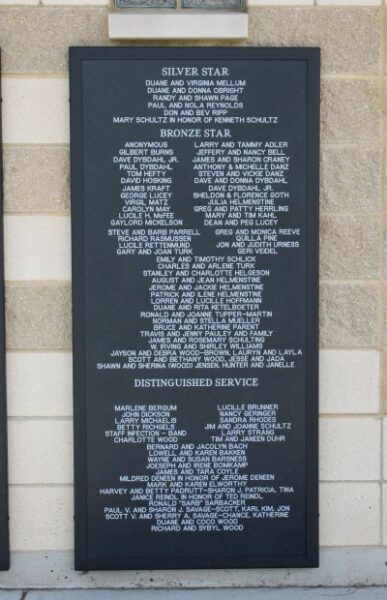 SILVER STAR
DUANE AND VIRGINIA MELLUM
DUANE AND DONNA OBRIGHT
RANDY AND SHAWN PAGE
PAUL AND NOLA REYNOLDS
DON AND BEV RIPP
MARY SCHULTZ IN HONOR OF KENNETH SCHULTZ
BRONZE STAR
ANONYMOUS LARRY AND TAMMY ADLER
GILBERT BURNS JEFFERY AND NANCY BELL
DAVE DYBDAHL JR. JAMES AND SHARON CRANEY
PAUL DYBDAHL ANTHONY & MICHELLE DANZ
TOM HEFTY STEVEN AND VICKE DANZ
DAVID HOSKING DAVE AND DONNA DYBDAHL
JAMES KRAFT DAVE DYBDAHL JR.
GEORGE LUCEY SHELDON & FLORENCE GOTH
VIRGIL MATZ JULIA HELMENSTINE
CAROLYN MAY GREG AND PATTY HERRLING
LUCILE H. McFEE MARY AND TIM KAHL
GAYLORD MICKELSON DEAN AND PEG LUCEY
STEVE AND BARB PARRELL GREG AND MONICA REEVE
RICHARD RASMUSSEN QUILLA PINE
LUCILE RETTENMUND JON AND JUDITH URNESS
GARY AND JOAN TURK GERI VEIDEL
EMILY AND TIMOTHY SCHLICK
CHARLES AND ARLENE TURK
STANLEY AND CHARLOTTE HELGESON
AUGUST AND JEAN HELMENSTINE
JEROME AND JACKIE HELMENSTINE
PATRICK AND ILENE HELMENSTINE
LORREN AND LUCILLE HOFFMANN
DUANE AND RITA KETELBOETER
RONALD AND JOANNE TUPPER-MARTIN
NORMAN AND STELLA MUELLER
BRUCE AND KATHERINE PARENT
TRAVIS AND JENNY PAULEY AND FAMILY
JAMES AND ROSEMARY SCHULTING
W. IRVING AND SHIRLEY WILLIAMS
JAYSON AND DEBRA WOOD-BROWN, LAURYN AND LAYLA
SCOTT AND BETHANY WOOD, JESSE AND JADA
SHAWN AND SHERINA (WOOD) JENSEN, HUNTER AND JANELLE
DISTINGUISHED SERVICE
MARLENE BERGUM LUCILLE BRUNNER
JOHN DICKSON NANCY GERINGER
LARRY MICHAELIS SANDRA RHODES
BETTY RICHGELS JIM AND JOANNE SCHULTZ
STAFF INFECTION - BAND LARRY STRANG
CHARLOTTE WOOD TIM AND JANEEN DUHR
BERNARD AND JACOLYN BACH
LOWELL AND KAREN BAKKEN
WAYNE AND SUSAN BARSNESS
JOESEPH AND IRENE BOMKAMP
JAMES AND TARA COYLE
MILDRED DENEEN IN HONOR OF JEROME DENEEN
MARK AND KAREN ELWORTHY
HARVEY AND BETTY PADRUTT-SHARON J, PATRICIA, TINA
JANICE REINDL IN HONOR OF TED REINDL
RONALD "SARG" SARBACKER
PAUL V. AND SHARON J. SAVAGE-SCOTT, KARL KIM, JON
SCOTT V. AND SHERRY A. SAVAGE-CHANCE, KATHERINE
DUANE AND COCO WOOD
RICHARD AND SYBYL WOOD